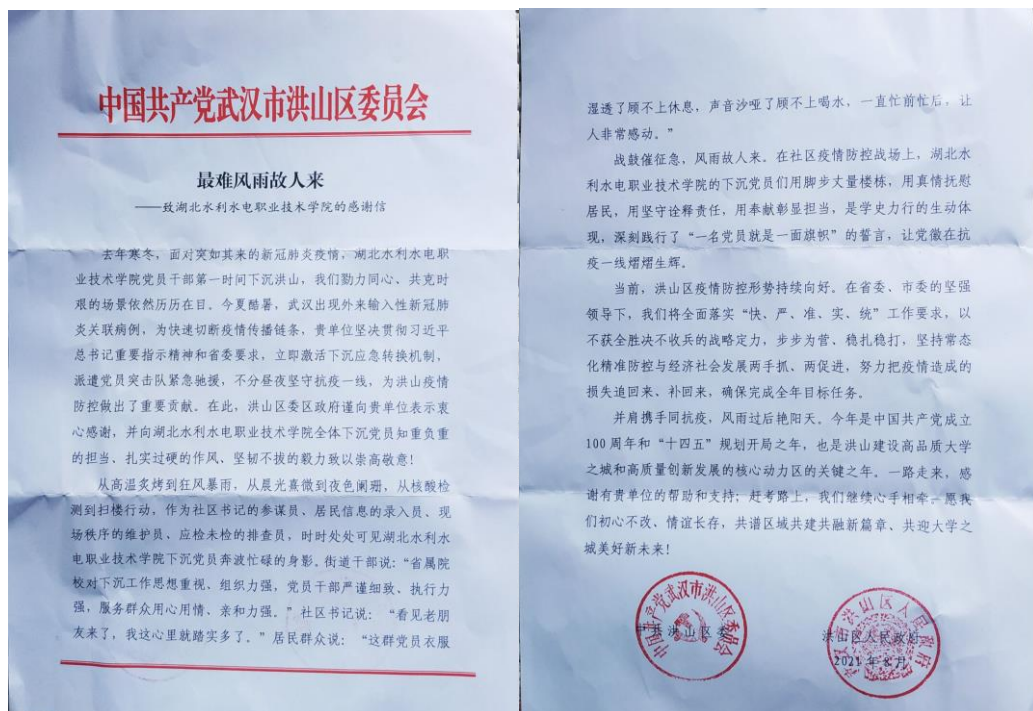 中国共产党武汉市洪山区委员会
最难风雨故人来
——致湖北水利水电职业技术学院的感谢信
去年寒冬，面对突如其来的新冠肺炎疫情，湖北水利水电职
业技术学院党员干部第一时间下沉洪山，我们勠力同心、共克时
艰的场景依然历历在目。今夏酷暑，武汉出现外来输入性新冠肺
炎关联病例，为快速切断疫情传播链条，贵单位坚决贯彻习近平
总书记重要指示精神和省委要求，立即激活下沉应急转换机制，
派遣党员突击队紧急驰援，不分昼夜坚守抗疫一线，为洪山疫情
防控做出了重要贡献。在此，洪山区委区政府谨向贵单位表示衷
心感谢，并向湖北水利水电职业技术学院全体下沉党员知重负重
的担当、扎实过硬的作风、坚韧不拔的毅力致以崇高敬意！
从高温炙烤到狂风暴雨，从晨光熹微到夜色阑珊，从核酸检
测到扫楼行动，作为社区书记的参谋员、居民信息的录入员、现
场秩序的维护员、应检未检的排查员，时时处处可见湖北水利水
电职业技术学院下沉党员奔波忙碌的身影。街道干部说：“省属院
校对下沉工作思想重视、组织力强，党员干部严谨细致、执行力
强，服务群众用心用情、亲和力强。”社区书记说：“看见老朋
友来了，我这心里就踏实多了。”居民群众说：“这群党员衣服
湿透了顾不上休息，声音沙哑了顾不上喝水，一直忙前忙后，让
人非常感动。”
战鼓催征急，风雨故人来。在社区疫情防控战场上，湖北水
利水电职业技术学院的下沉党员们用脚步丈量楼栋，用真情抚慰
居民，用坚守诠释责任，用奉献彰显担当，是学史力行的生动体
现，深刻践行了“一名党员就是一面旗帜”的誓言，让党徽在抗
疫一线熠熠生辉。
当前，洪山区疫情防控形势持续向好。在省委、市委的坚强
领导下，我们将全面落实“快、严、准、实、统”工作要求，以
不获全胜决不收兵的战略定力，步步为营、稳扎稳打，坚持常态
化精准防控与经济社会发展两手抓、两促进，努力把疫情造成的
损失追回来、补回来，确保完成全年目标任务。
并肩携手同抗疫，风雨过后艳阳天。今年是中国共产党成立
100周年和“十四五”规划开局之年，也是洪山建设高品质大学
之城和高质量创新发展的核心动力区的关键之年。一路走来，感
谢有贵单位的帮助和支持；赶考路上，我们继续心手相牵。愿我
们初心不改、情谊长存，共谱区域共建共融新篇章、共迎大学之
城美好新未来！
中国共产党武汉市洪山区委员会
中共洪山区委
武汉市洪山区人民政府
洪山区人民政府
2021年8月